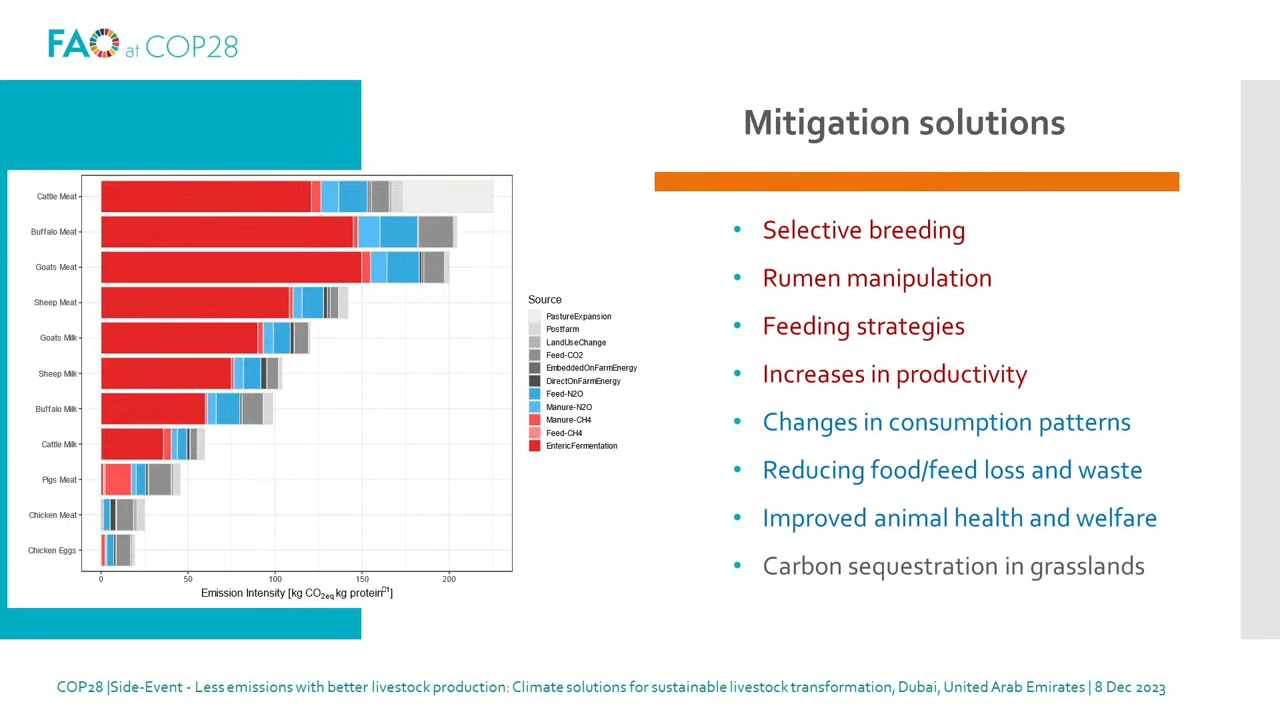 FAO at COP28
Mitigation solutions
Cattle Meat
Buffalo Meat
Goats Meat
Sheep Meat
Goats Milk
Sheep Milk
Buffalo Milk
Cattle Milk
Pigs Meat
Chicken Meat
Chicken Eggs
0 50 100 150 200
Emission Intensity [kg CO2eq kg protein⁻1]
Source
PastureExpansion
Postfarm
LandUseChange
Feed-CO2
EmbeddedOnFarmEnergy
DirectOnFarmEnergy
Feed-N2O
Manure-N2O
Manure-CH4
Feed-CH4
EntericFermentation
• Selective breeding
• Rumen manipulation
• Feeding strategies
• Increases in productivity
• Changes in consumption patterns
• Reducing food/feed loss and waste
• Improved animal health and welfare
• Carbon sequestration in grasslands
COP28 |Side-Event - Less emissions with better livestock production: Climate solutions for sustainable livestock transformation, Dubai, United Arab Emirates | 8 Dec 2023